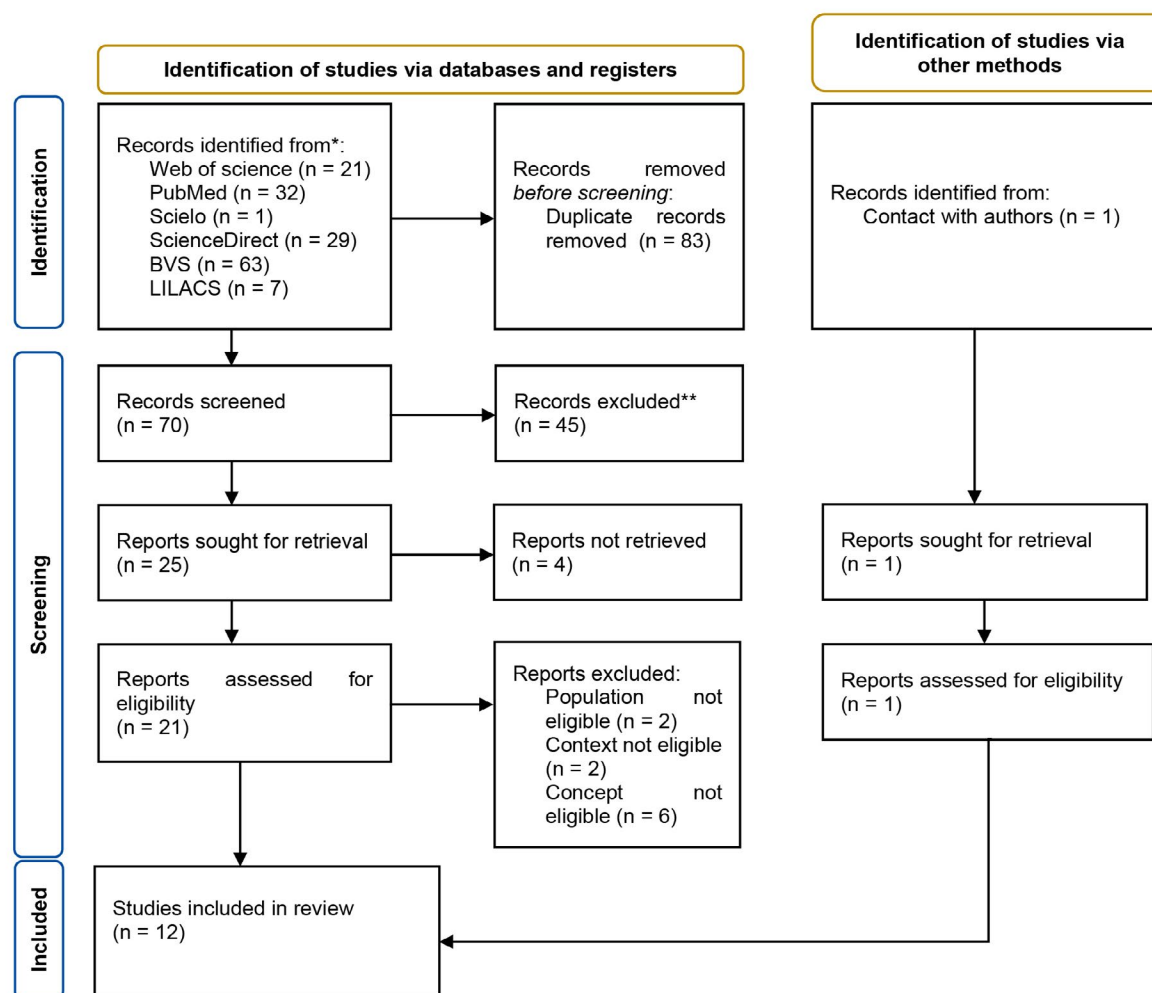 Identification of studies via databases and registers
Identification of studies via
other methods
Identification
Records identified from*:
Web of science (n = 21)
PubMed (n = 32)
Scielo (n = 1)
ScienceDirect (n = 29)
BVS (n = 63)
LILACS (n = 7)
Records removed
before screening:
Duplicate records
removed (n = 83)
Records identified from:
Contact with authors (n = 1)
Screening
Records screened
(n = 70)
Records excluded**
(n = 45)
Reports sought for retrieval
(n = 25)
Reports not retrieved
(n = 4)
Reports sought for retrieval
(n = 1)
Reports assessed for
eligibility
(n = 21)
Reports excluded:
Population not
eligible (n = 2)
Context not eligible
(n = 2)
Concept not
eligible (n = 6)
Reports assessed for eligibility
(n = 1)
Included
Studies included in review
(n = 12)